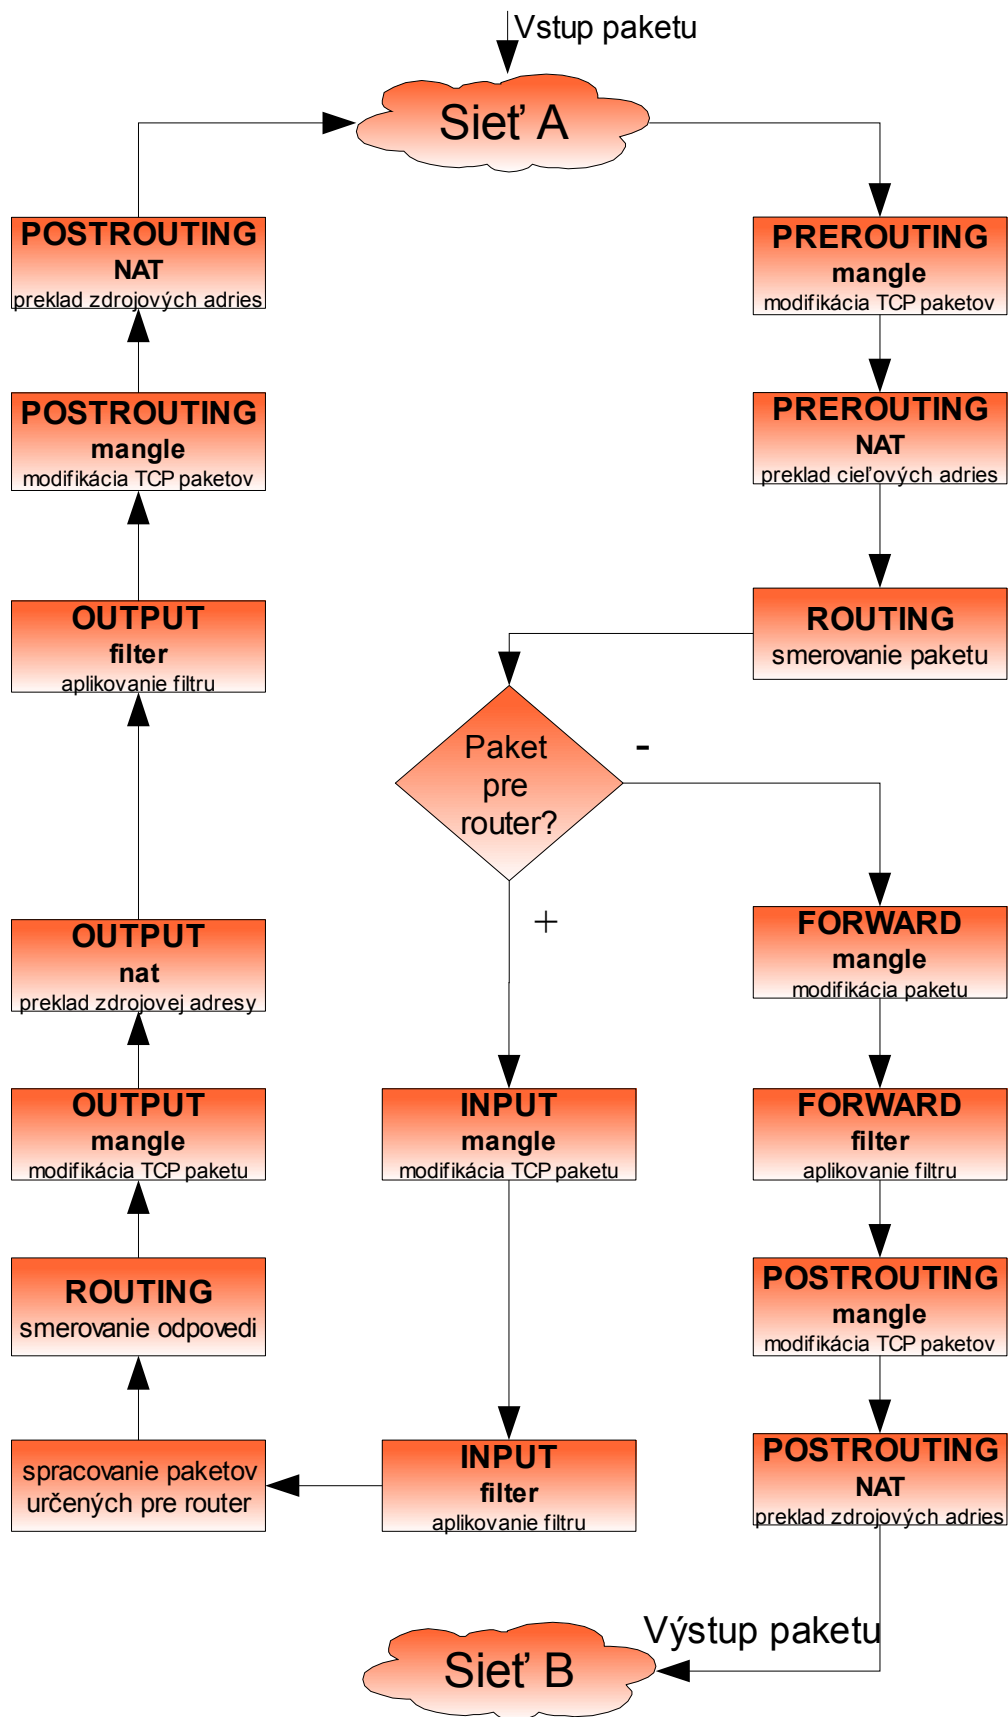 Vstup paketu
Sieť A
POSTROUTING
NAT
preklad zdrojových adries
PREROUTING
mangle
modifikácia TCP paketov
POSTROUTING
mangle
modifikácia TCP paketov
PREROUTING
NAT
preklad cieľových adries
OUTPUT
filter
aplikovanie filtru
ROUTING
smerovanie paketu
Paket
pre
router?
-
+
OUTPUT
nat
preklad zdrojovej adresy
FORWARD
mangle
modifikácia paketu
OUTPUT
mangle
modifikácia TCP paketu
INPUT
mangle
modifikácia TCP paketu
FORWARD
filter
aplikovanie filtru
ROUTING
smerovanie odpovedi
POSTROUTING
mangle
modifikácia TCP paketov
spracovanie paketov
určených pre router
INPUT
filter
aplikovanie filtru
POSTROUTING
NAT
preklad zdrojových adries
Výstup paketu
Sieť B